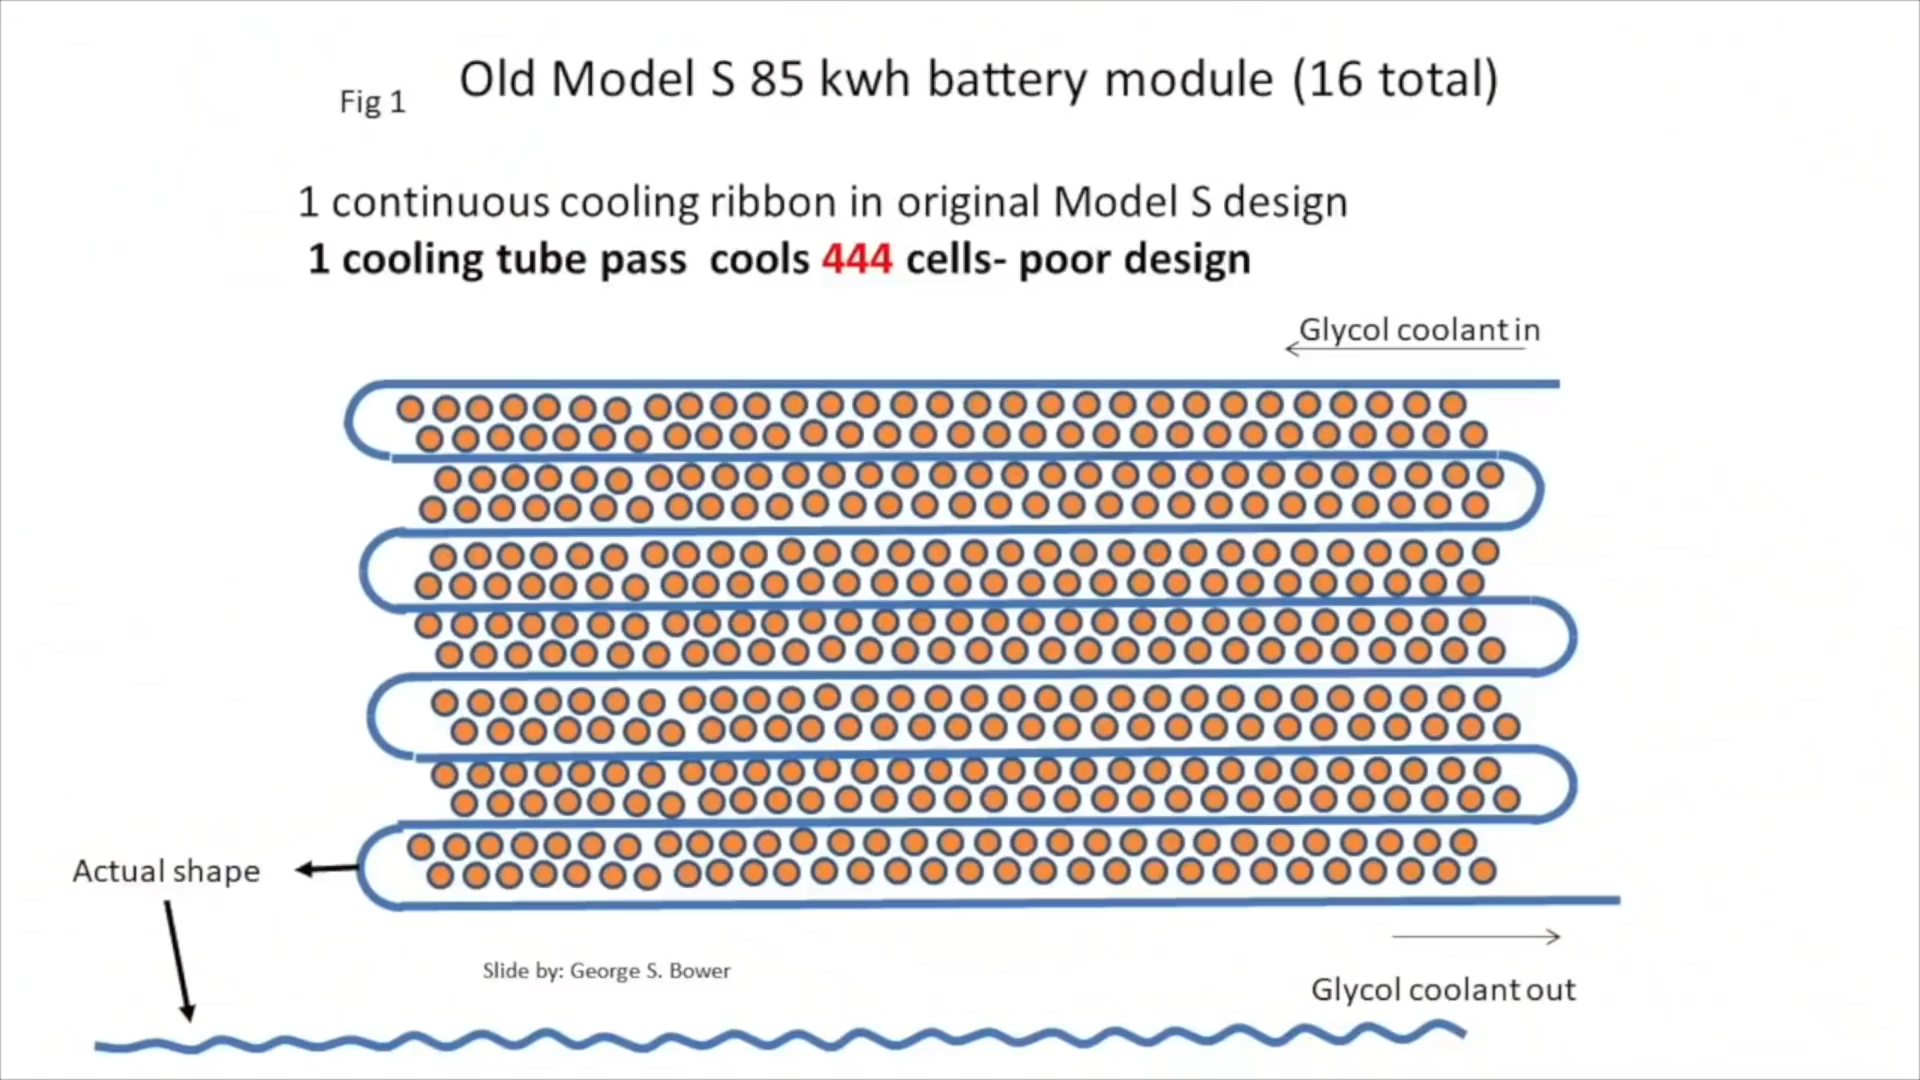 Fig 1
Old Model S 85 kwh battery module (16 total)
1 continuous cooling ribbon in original Model S design
1 cooling tube pass cools 444 cells- poor design
Glycol coolant in
Actual shape
Slide by: George S. Bower
Glycol coolant out